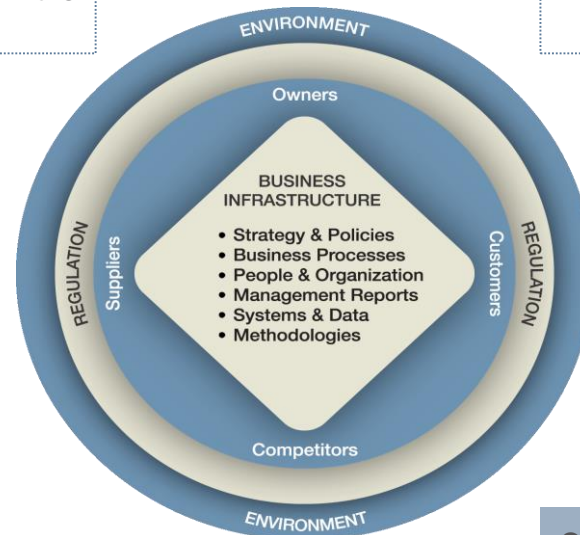 ENVIRONMENT
Owners
BUSINESS
INFRASTRUCTURE
• Strategy & Policies
• Business Processes
• People & Organization
• Management Reports
• Systems & Data
• Methodologies
REGULATION
Suppliers
Customers
REGULATION
Competitors
ENVIRONMENT